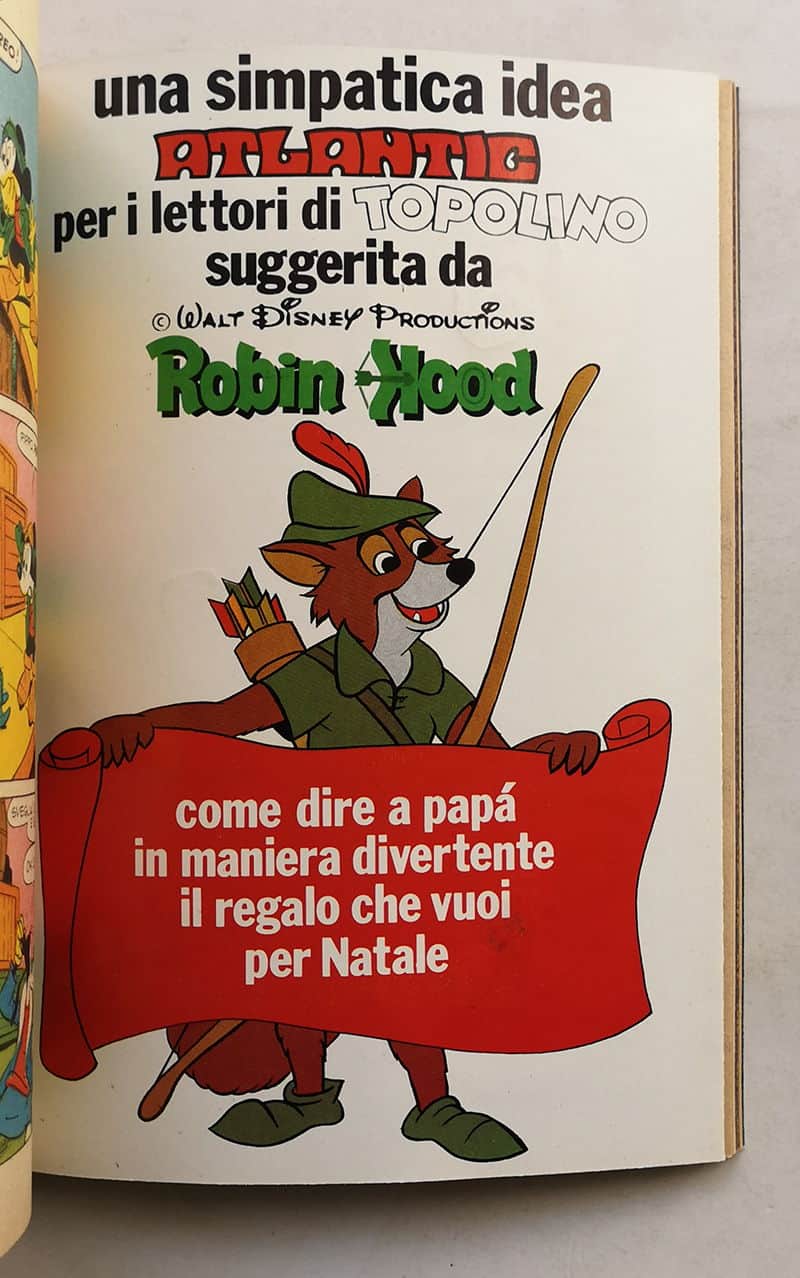 una simpatica idea
ATLANTIC
per i lettori di TOPOLINO
suggerita da
© WALT DISNEY PRODUCTIONS
Robin Hood
come dire a papá
in maniera divertente
il regalo che vuoi
per Natale